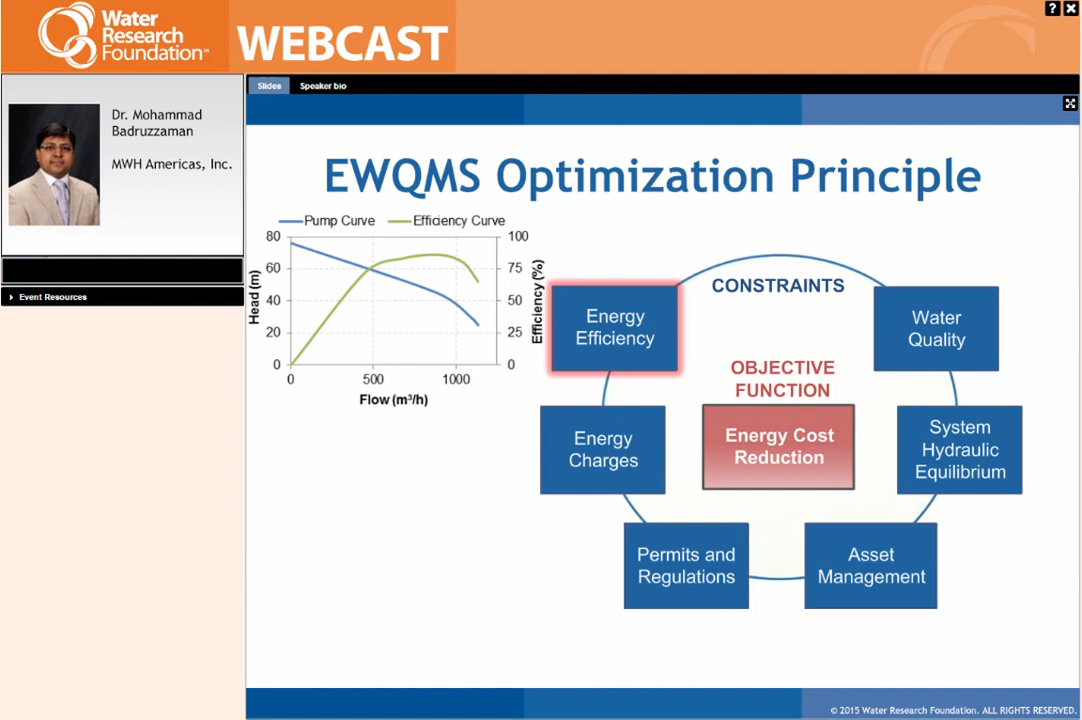 Water
Research
Foundation™
WEBCAST
? X
Slides
Speaker bio
Dr. Mohammad
Badruzzaman
MWH Americas, Inc.
Event Resources
EWQMS Optimization Principle
Pump Curve
Efficiency Curve
80
60
40
20
0
Head (m)
100
75
50
25
0
Efficiency (%)
0
500
1000
Flow (m³/h)
CONSTRAINTS
Energy
Efficiency
Water
Quality
OBJECTIVE
FUNCTION
Energy Cost
Reduction
Energy
Charges
System
Hydraulic
Equilibrium
Permits and
Regulations
Asset
Management
© 2015 Water Research Foundation. ALL RIGHTS RESERVED.